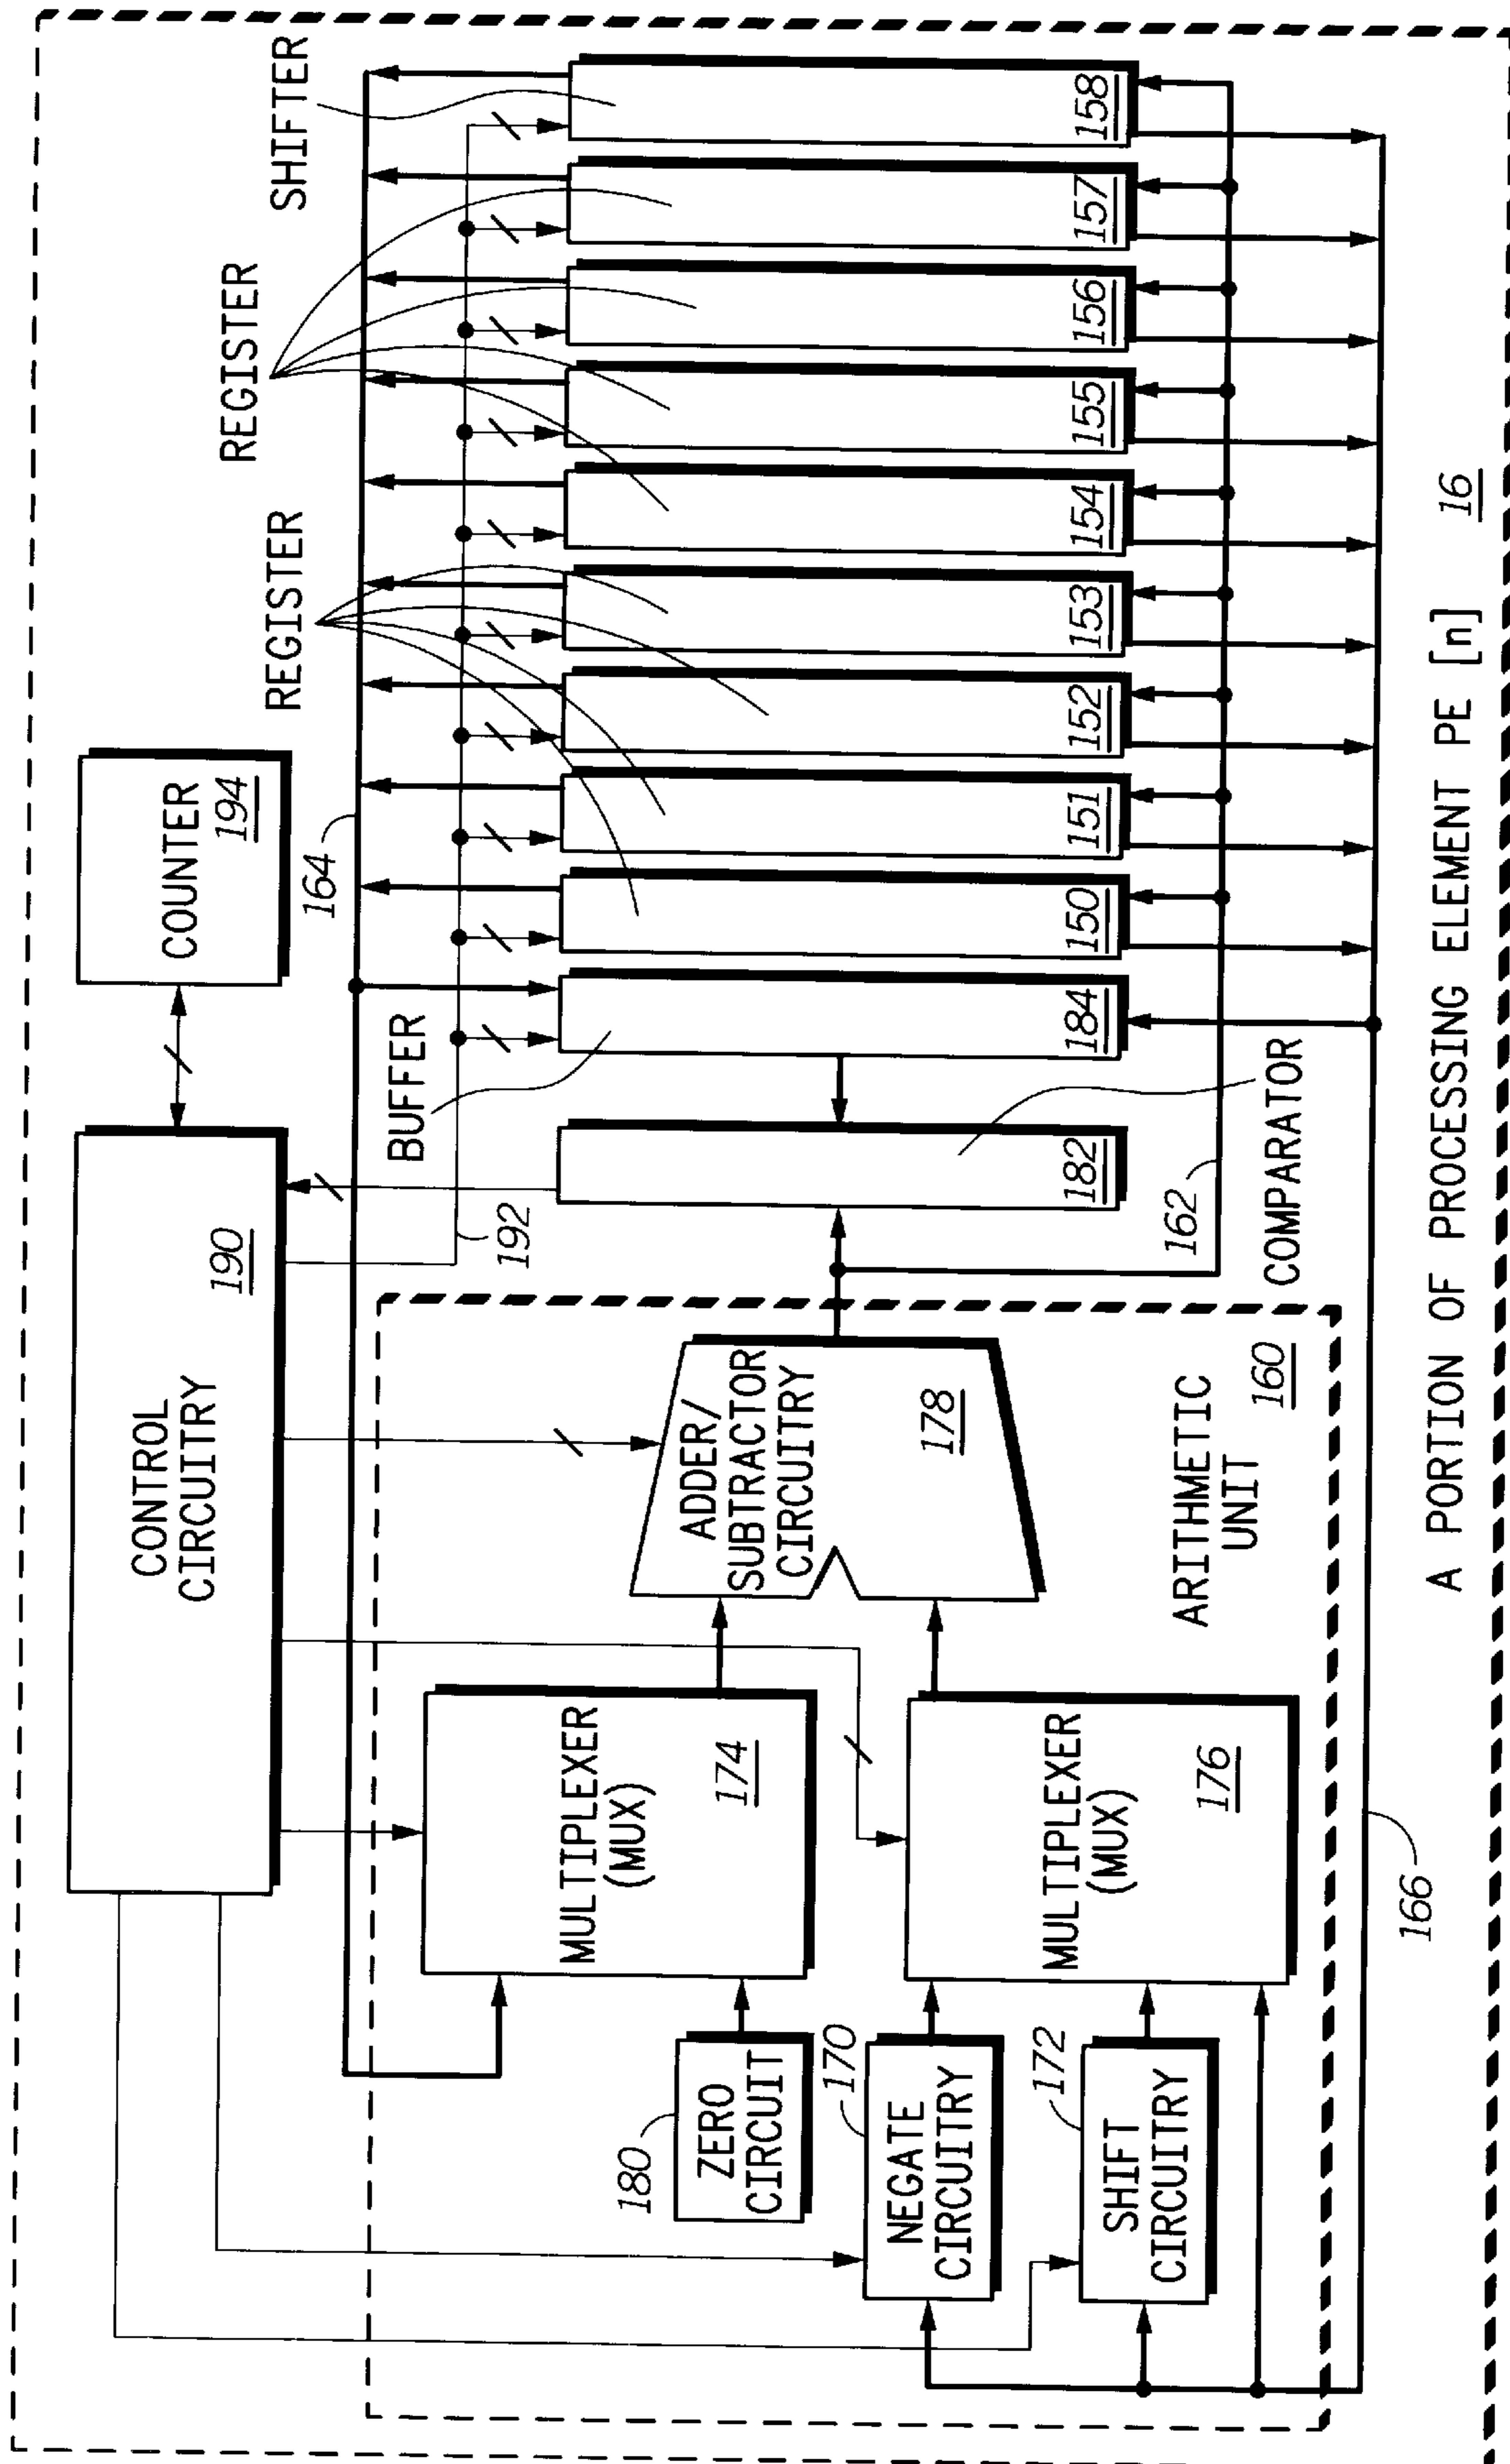 CONTROL
CIRCUITRY
190
COUNTER
194
164
192
REGISTER
REGISTER
SHIFTER
BUFFER
MULTIPLEXER
(MUX)
174
ADDER/
SUBTRACTOR
CIRCUITRY
178
180
ZERO
CIRCUIT
170
NEGATE
CIRCUITRY
172
SHIFT
CIRCUITRY
MULTIPLEXER
(MUX)
176
ARITHMETIC
UNIT
160
182
184
150
151
152
153
154
155
156
157
158
162
COMPARATOR
166
A PORTION OF PROCESSING ELEMENT PE [n]
16